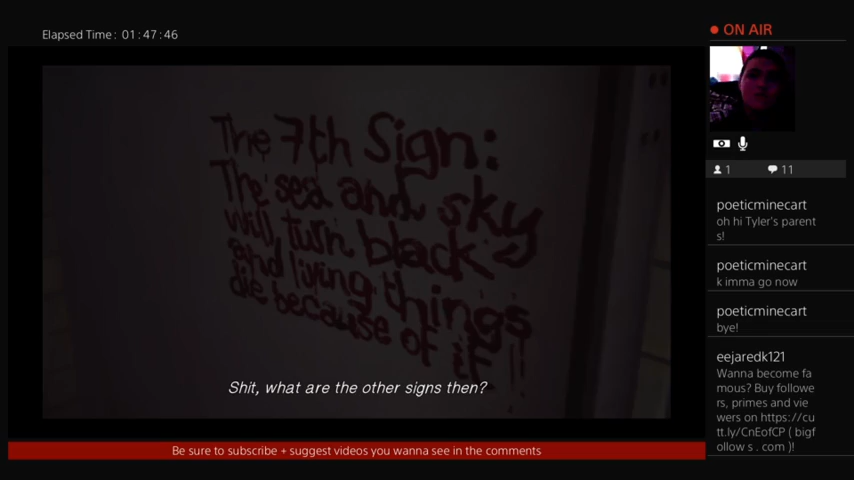 Elapsed Time: 01:47:46
ON AIR
The 7th Sign:
The sea and sky
will turn black
and living things
die because of it!!
Shit, what are the other signs then?
1
11
poeticminecart
oh hi Tyler's parent
s!
poeticminecart
k imma go now
poeticminecart
bye!
eejaredk121
Wanna become fa
mous? Buy followe
rs, primes and vie
wers on https://cu
tt.ly/CnEofCP ( bigf
ollow s . com )!
Be sure to subscribe + suggest videos you wanna see in the comments